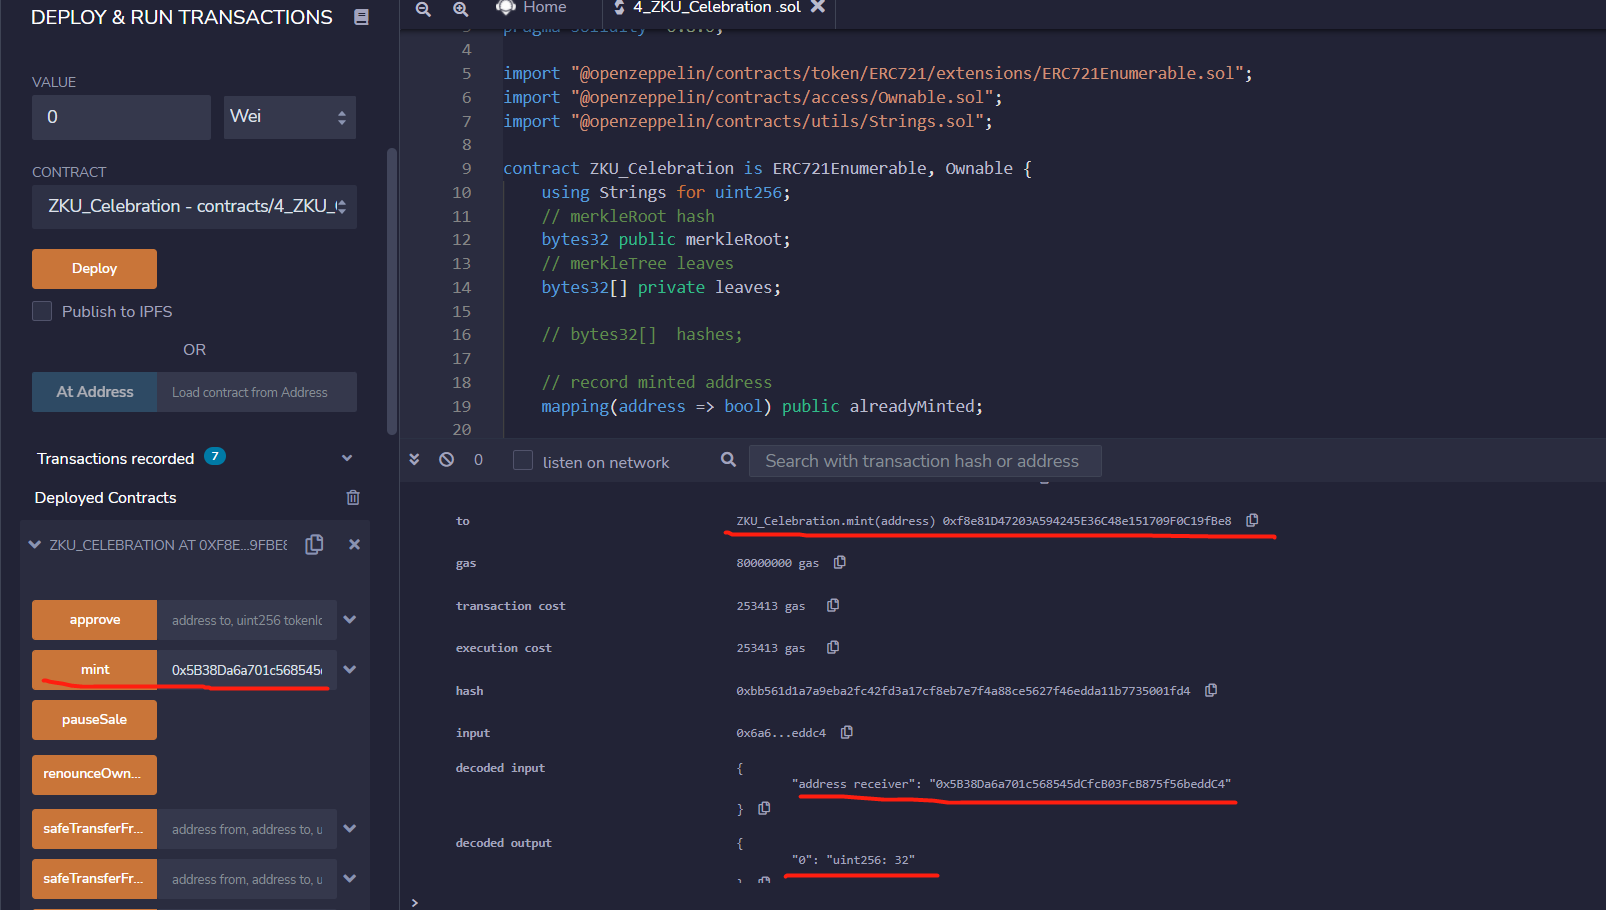 DEPLOY & RUN TRANSACTIONS
VALUE
0
Wei
CONTRACT
ZKU_Celebration - contracts/4_ZKU_
Deploy
Publish to IPFS
OR
At Address
Load contract from Address
Transactions recorded
7
Deployed Contracts
ZKU_CELEBRATION AT 0XF8E...9FBE8
approve
address to, uint256 tokenI
mint
0x5B38Da6a701c568545
pauseSale
renounceOwn...
safeTransferFr...
address from, address to, u
safeTransferFr...
address from, address to, u
Home
4_ZKU_Celebration .sol
4
5 import "@openzeppelin/contracts/token/ERC721/extensions/ERC721Enumerable.sol";
6 import "@openzeppelin/contracts/access/Ownable.sol";
7 import "@openzeppelin/contracts/utils/Strings.sol";
8
9 contract ZKU_Celebration is ERC721Enumerable, Ownable {
10 using Strings for uint256;
11 // merkleRoot hash
12 bytes32 public merkleRoot;
13 // merkleTree leaves
14 bytes32[] private leaves;
15
16 // bytes32[]  hashes;
17
18 // record minted address
19 mapping(address => bool) public alreadyMinted;
20
0
listen on network
Search with transaction hash or address
to
ZKU_Celebration.mint(address) 0xf8e81D47203A594245E36C48e151709F0C19fBe8
gas
80000000 gas
transaction cost
253413 gas
execution cost
253413 gas
hash
0xbb561d1a7a9eba2fc42fd3a17cf8eb7e7f4a88ce5627f46edda11b7735001fd4
input
0x6a6...eddc4
decoded input
{
"address receiver": "0x5B38Da6a701c568545dCfcB03FcB875f56beddC4"
}
decoded output
{
"0": "uint256: 32"
>